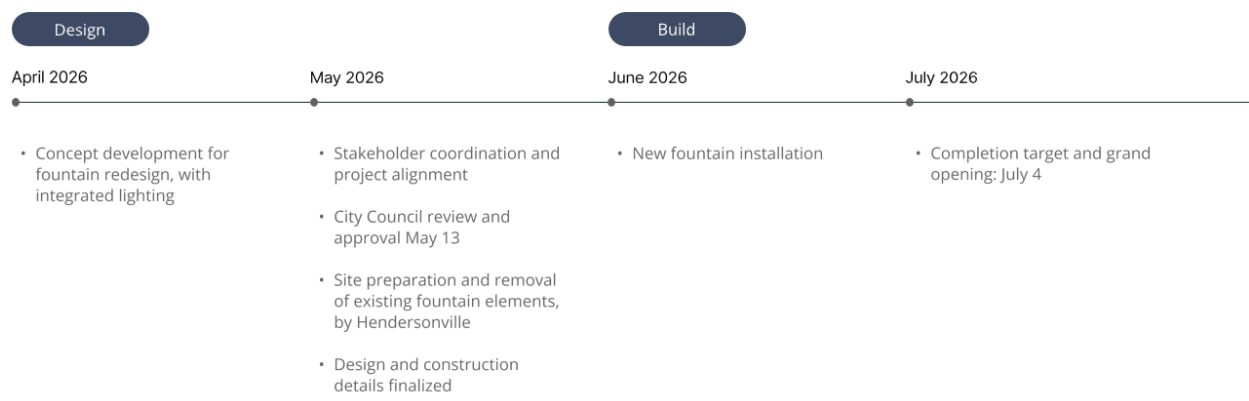 Design
Build
April 2026
May 2026
June 2026
July 2026
• Concept development for
fountain redesign, with
integrated lighting
• Stakeholder coordination and
project alignment
• City Council review and
approval May 13
• Site preparation and removal
of existing fountain elements,
by Hendersonville
• Design and construction
details finalized
• New fountain installation
• Completion target and grand
opening: July 4